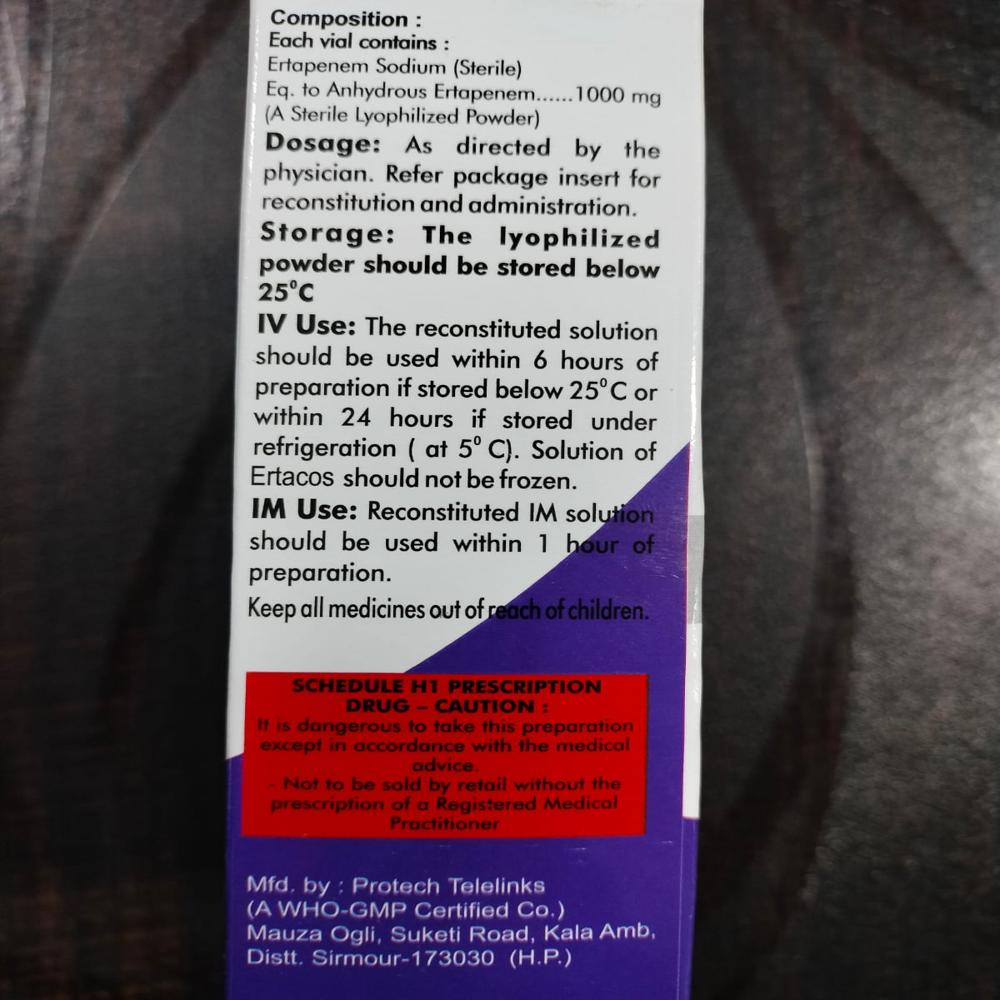 Composition :
Each vial contains :
Ertapenem Sodium (Sterile)
Eq. to Anhydrous Ertapenem......1000 mg
(A Sterile Lyophilized Powder)
Dosage: As directed by the
physician. Refer package insert for
reconstitution and administration.
Storage: The lyophilized
powder should be stored below
25⁰C
IV Use: The reconstituted solution
should be used within 6 hours of
preparation if stored below 25⁰C or
within 24 hours if stored under
refrigeration ( at 5⁰ C). Solution of
Ertacos should not be frozen.
IM Use: Reconstituted IM solution
should be used within 1 hour of
preparation.
Keep all medicines out of reach of children.
SCHEDULE H1 PRESCRIPTION
DRUG – CAUTION :
It is dangerous to take this preparation
except in accordance with the medical
advice.
- Not to be sold by retail without the
prescription of a Registered Medical
Practitioner
Mfd. by : Protech Telelinks
(A WHO-GMP Certified Co.)
Mauza Ogli, Suketi Road, Kala Amb,
Distt. Sirmour-173030 (H.P.)